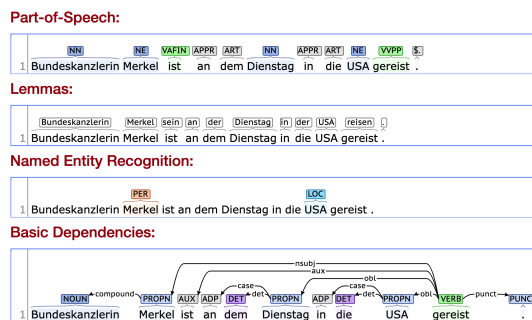 Part-of-Speech:
NN NE VAFIN APPR ART NN APPR ART NE VVPP $.
1 Bundeskanzlerin Merkel ist an dem Dienstag in die USA gereist .
Lemmas:
Bundeskanzlerin Merkel sein an der Dienstag in der USA reisen .
1 Bundeskanzlerin Merkel ist an dem Dienstag in die USA gereist .
Named Entity Recognition:
PER LOC
1 Bundeskanzlerin Merkel ist an dem Dienstag in die USA gereist .
Basic Dependencies:
nsubj
aux
obl
case case
compound det det obl punct
NOUN PROPN AUX ADP DET PROPN ADP DET PROPN VERB PUNC
1 Bundeskanzlerin Merkel ist an dem Dienstag in die USA gereist